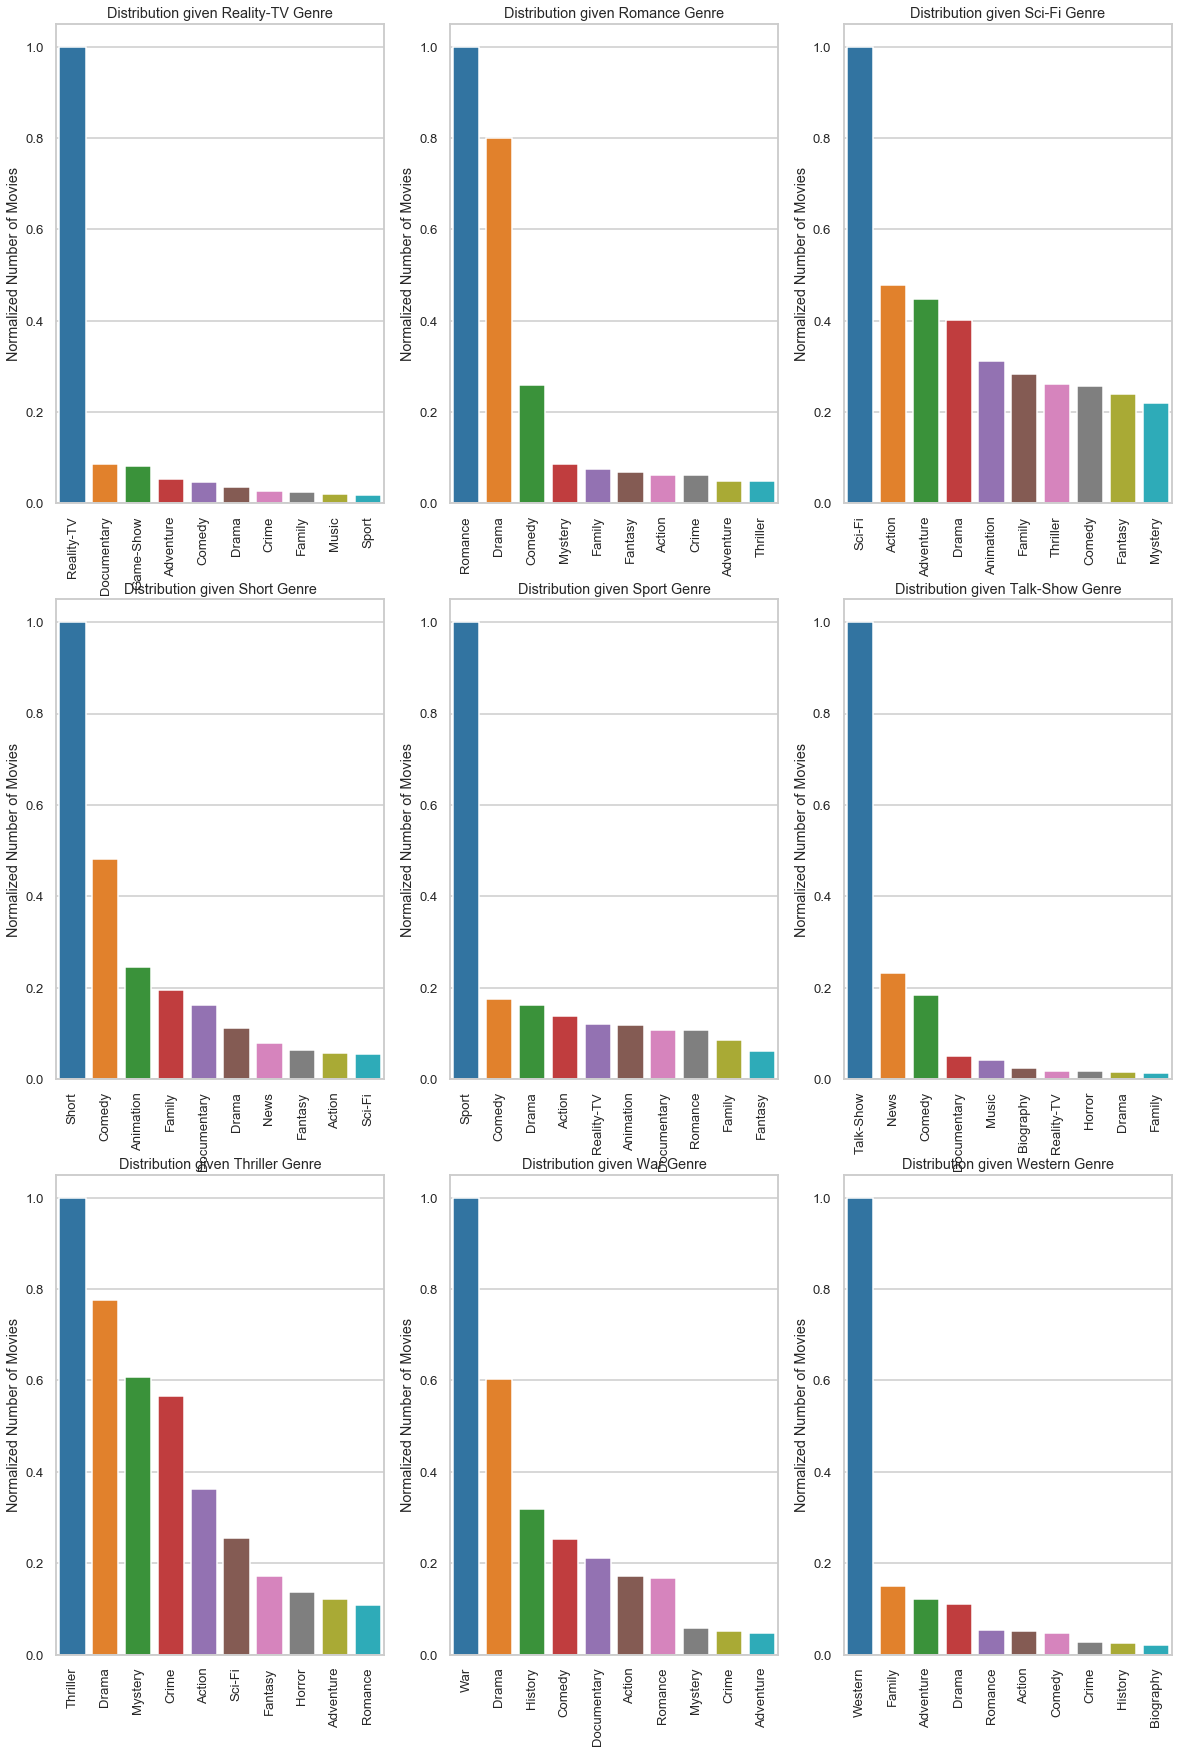 Distribution given Reality-TV Genre
Normalized Number of Movies
1.0
0.8
0.6
0.4
0.2
0.0
Reality-TV
Documentary
Game-Show
Adventure
Comedy
Drama
Crime
Family
Music
Sport
Distribution given Romance Genre
Normalized Number of Movies
1.0
0.8
0.6
0.4
0.2
0.0
Romance
Drama
Comedy
Mystery
Family
Fantasy
Action
Crime
Adventure
Thriller
Distribution given Sci-Fi Genre
Normalized Number of Movies
1.0
0.8
0.6
0.4
0.2
0.0
Sci-Fi
Action
Adventure
Drama
Animation
Family
Thriller
Comedy
Fantasy
Mystery
Distribution given Short Genre
Normalized Number of Movies
1.0
0.8
0.6
0.4
0.2
0.0
Short
Comedy
Animation
Family
Documentary
Drama
News
Fantasy
Action
Sci-Fi
Distribution given Sport Genre
Normalized Number of Movies
1.0
0.8
0.6
0.4
0.2
0.0
Sport
Comedy
Drama
Action
Reality-TV
Animation
Documentary
Romance
Family
Fantasy
Distribution given Talk-Show Genre
Normalized Number of Movies
1.0
0.8
0.6
0.4
0.2
0.0
Talk-Show
News
Comedy
Documentary
Music
Biography
Reality-TV
Horror
Drama
Family
Distribution given Thriller Genre
Normalized Number of Movies
1.0
0.8
0.6
0.4
0.2
0.0
Thriller
Drama
Mystery
Crime
Action
Sci-Fi
Fantasy
Horror
Adventure
Romance
Distribution given War Genre
Normalized Number of Movies
1.0
0.8
0.6
0.4
0.2
0.0
War
Drama
History
Comedy
Documentary
Action
Romance
Mystery
Crime
Adventure
Distribution given Western Genre
Normalized Number of Movies
1.0
0.8
0.6
0.4
0.2
0.0
Western
Family
Adventure
Drama
Romance
Action
Comedy
Crime
History
Biography